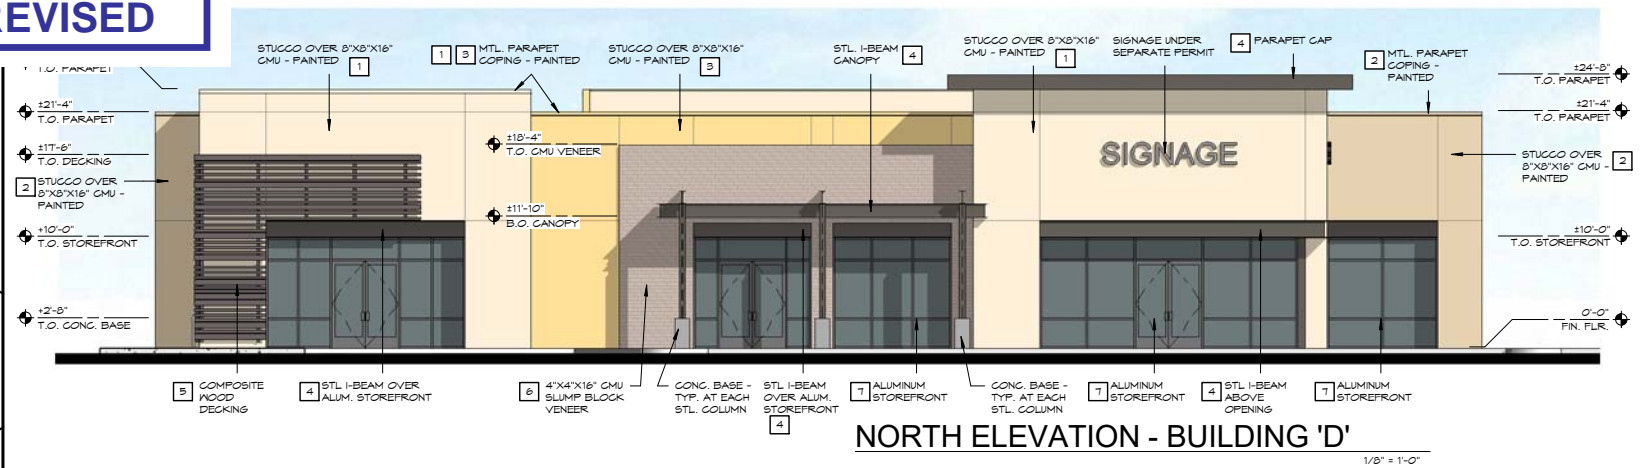 REVISED
T.O. PARAPET
±21'-4"
T.O. PARAPET
±17'-6"
T.O. DECKING
2 STUCCO OVER
8"X8"X16" CMU -
PAINTED
±10'-0"
T.O. STOREFRONT
+2'-8"
T.O. CONC. BASE
STUCCO OVER 8"X8"X16"
CMU - PAINTED 1
1 3 MTL. PARAPET
COPING - PAINTED
STUCCO OVER 8"X8"X16"
CMU - PAINTED 3
STL. I-BEAM
CANOPY 4
STUCCO OVER 8"X8"X16"
CMU - PAINTED 1
SIGNAGE UNDER
SEPARATE PERMIT
4 PARAPET CAP
2 MTL. PARAPET
COPING -
PAINTED
±18'-4"
T.O. CMU VENEER
±11'-10"
B.O. CANOPY
SIGNAGE
±24'-8"
T.O. PARAPET
±21'-4"
T.O. PARAPET
STUCCO OVER
8"X8"X16" CMU - 2
PAINTED
±10'-0"
T.O. STOREFRONT
0'-0"
FIN. FLR.
5 COMPOSITE
WOOD
DECKING
4 STL I-BEAM OVER
ALUM. STOREFRONT
6 4"X4"X16" CMU
SLUMP BLOCK
VENEER
CONC. BASE -
TYP. AT EACH
STL. COLUMN
STL I-BEAM
OVER ALUM.
STOREFRONT
4
7 ALUMINUM
STOREFRONT
CONC. BASE -
TYP. AT EACH
STL. COLUMN
7 ALUMINUM
STOREFRONT
4 STL I-BEAM
ABOVE
OPENING
7 ALUMINUM
STOREFRONT
NORTH ELEVATION - BUILDING 'D'
1/8" = 1'-0"